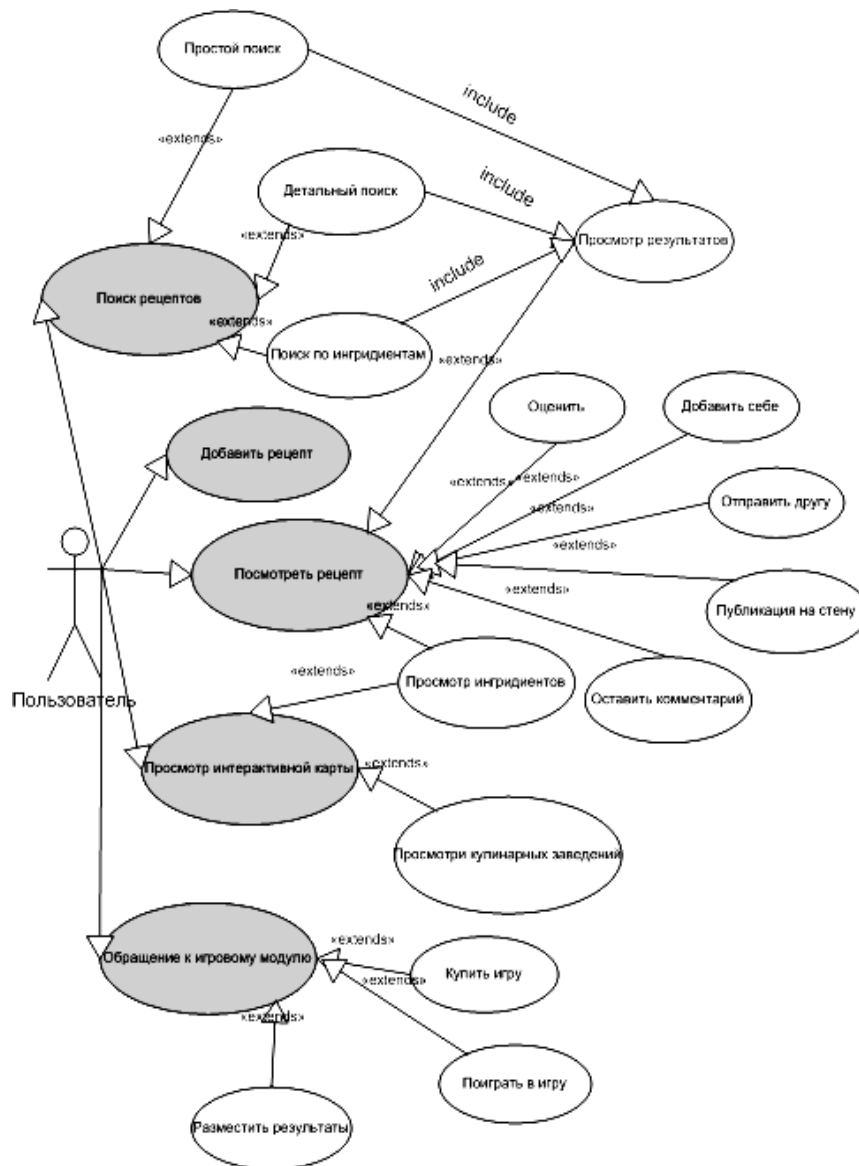 Простой поиск
include
«extends»
Детальный поиск
include
«extends»
Просмотр результатов
include
Поиск рецептов
«extends»
Поиск по ингридиентам
«extends»
Оценить
Добавить себе
Добавить рецепт
«extends»
«extends»
Отправить другу
«extends»
«extends»
Посмотреть рецепт
«extends»
Публикация на стену
«extends»
«extends»
Просмотр ингридиентов
Оставить комментарий
Пользователь
Просмотр интерактивной карты
«extends»
Просмотри кулинарных заведений
«extends»
Обращение к игровому модулю
Купить игру
«extends»
«extends»
Поиграть в игру
Разместить результаты